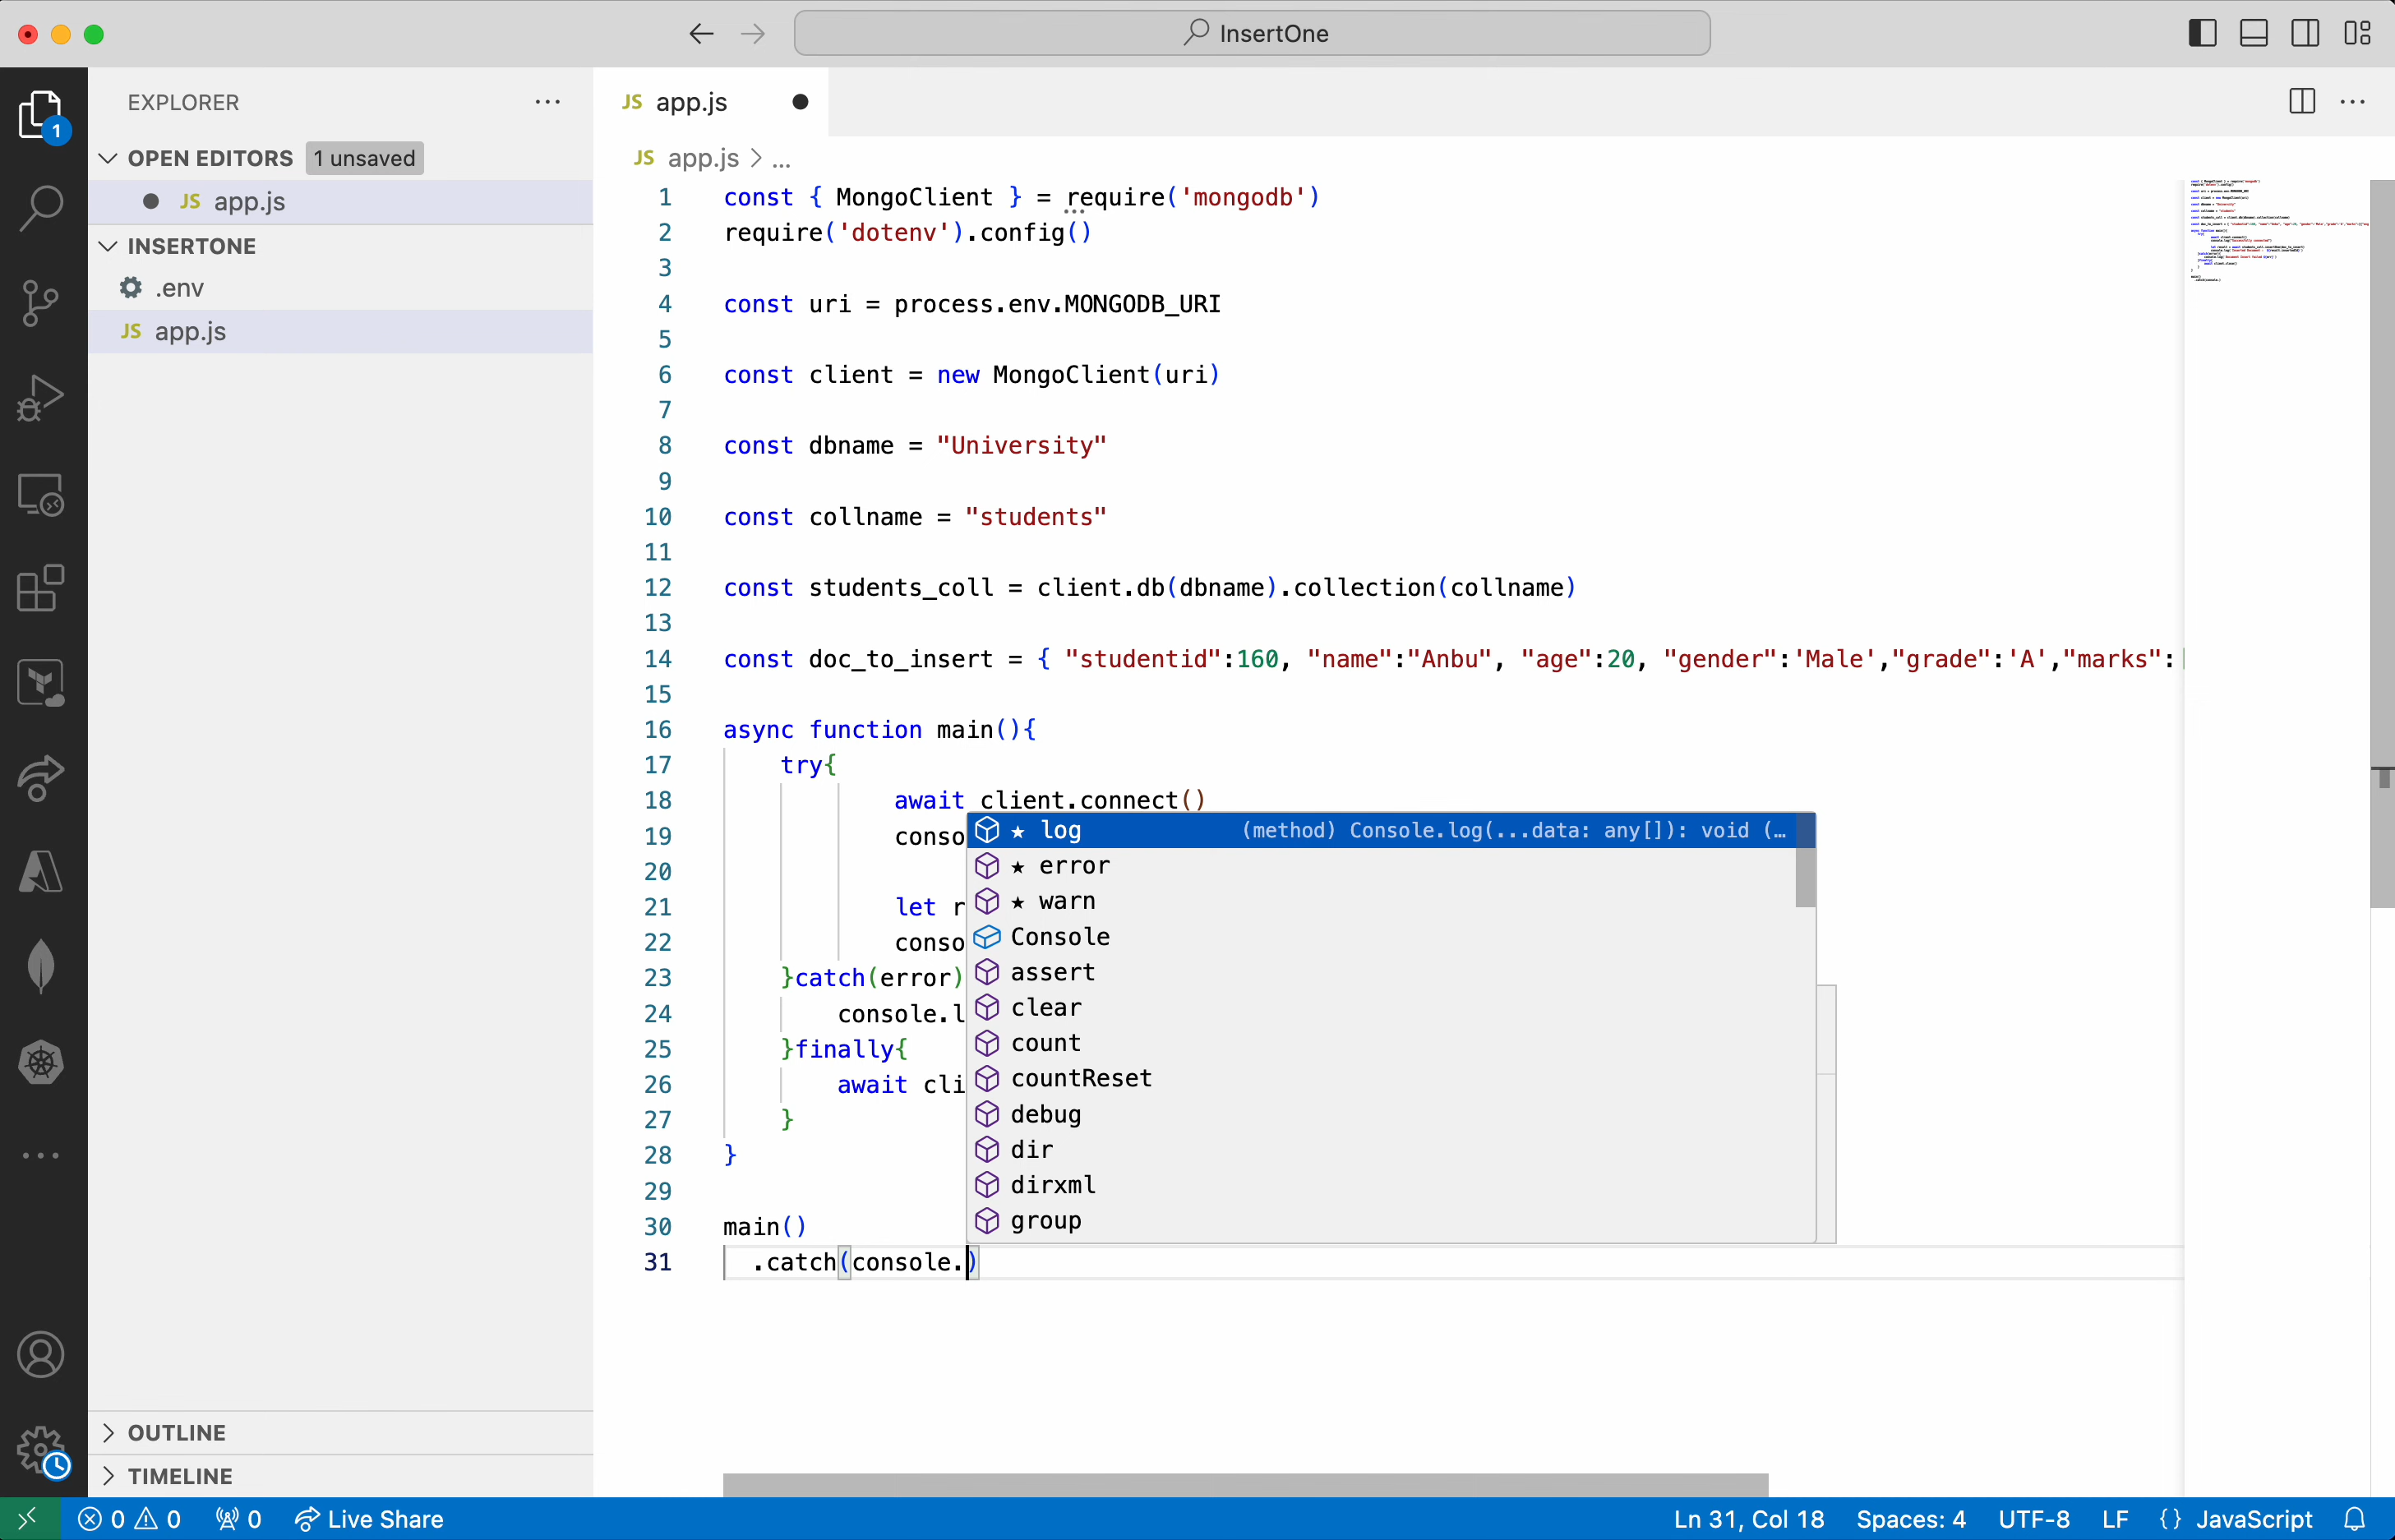 InsertOne
EXPLORER
1
OPEN EDITORS 1 unsaved
JS app.js
INSERTONE
.env
JS app.js
OUTLINE
TIMELINE
JS app.js
JS app.js > ...
1 const { MongoClient } = require('mongodb')
2 require('dotenv').config()
3
4 const uri = process.env.MONGODB_URI
5
6 const client = new MongoClient(uri)
7
8 const dbname = "University"
9
10 const collname = "students"
11
12 const students_coll = client.db(dbname).collection(collname)
13
14 const doc_to_insert = { "studentid":160, "name":"Anbu", "age":20, "gender":'Male',"grade":'A',"marks":
15
16 async function main(){
17 try{
18 await client.connect()
19 conso
20
21 let r
22 conso
23 }catch(error)
24 console.l
25 }finally{
26 await cli
27 }
28 }
29
30 main()
31 .catch(console.)
★ log (method) Console.log(...data: any[]): void (…
★ error
★ warn
Console
assert
clear
count
countReset
debug
dir
dirxml
group
0 0 0 Live Share Ln 31, Col 18 Spaces: 4 UTF-8 LF {} JavaScript